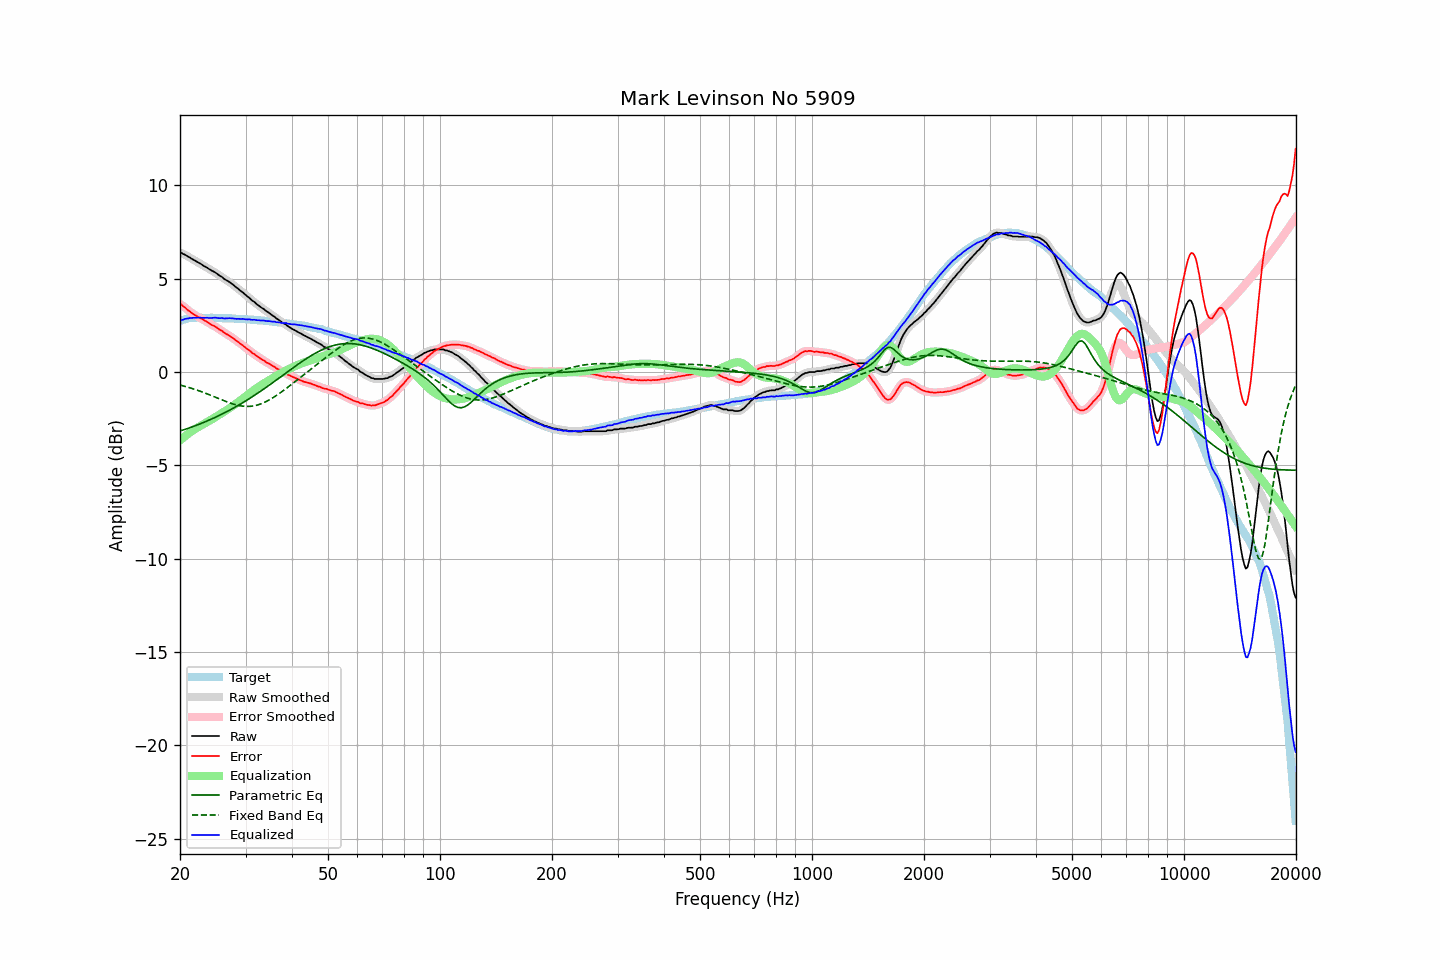 Mark Levinson No 5909
Amplitude (dBr)
10
5
0
−5
−10
−15
−20
−25
Target
Raw Smoothed
Error Smoothed
Raw
Error
Equalization
Parametric Eq
Fixed Band Eq
Equalized
20 50 100 200 500 1000 2000 5000 10000 20000
Frequency (Hz)